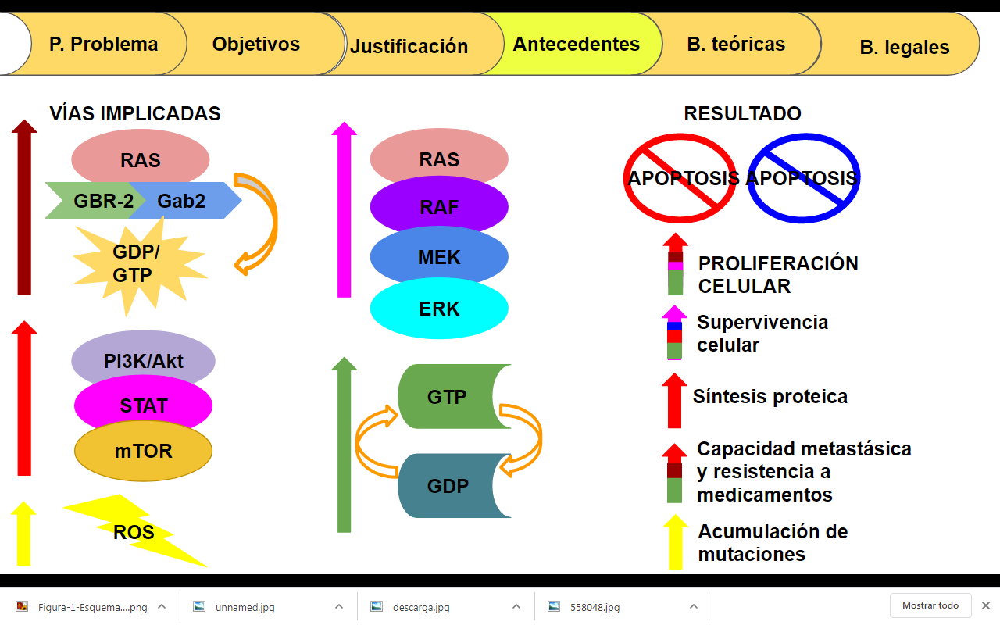 P. Problema
Objetivos
Justificación
Antecedentes
B. teóricas
B. legales
VÍAS IMPLICADAS
RAS
GBR-2
Gab2
GDP/
GTP
PI3K/Akt
STAT
mTOR
ROS
RAS
RAF
MEK
ERK
GTP
GDP
RESULTADO
APOPTOSIS
APOPTOSIS
PROLIFERACIÓN
CELULAR
Supervivencia
celular
Síntesis proteica
Capacidad metastásica
y resistencia a
medicamentos
Acumulación de
mutaciones
Figura-1-Esquema....png
unnamed.jpg
descarga.jpg
558048.jpg
Mostrar todo